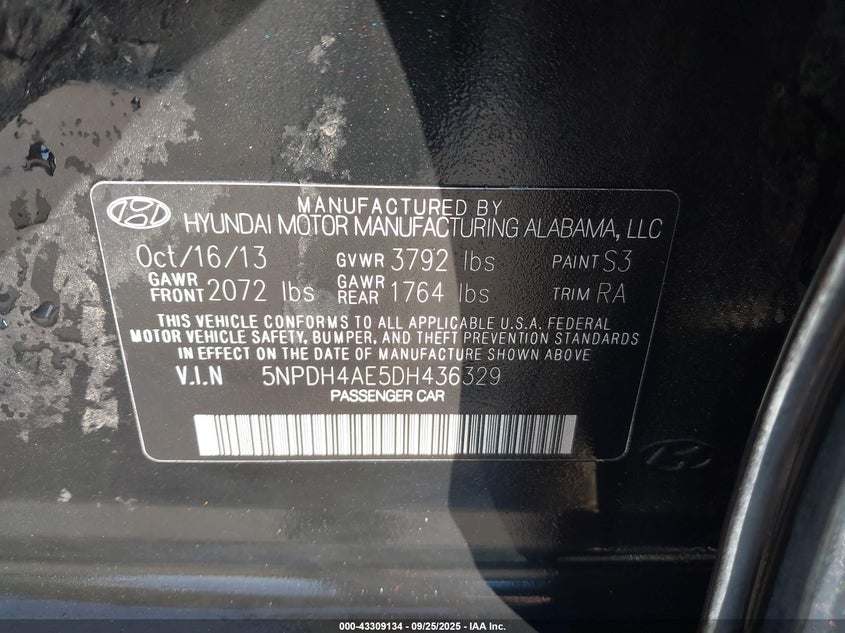 MANUFACTURED BY
HYUNDAI MOTOR MANUFACTURING ALABAMA, LLC
Oct/16/13 GVWR 3792 lbs PAINT S3
GAWR FRONT 2072 lbs GAWR REAR 1764 lbs TRIM RA
THIS VEHICLE CONFORMS TO ALL APPLICABLE U.S.A. FEDERAL
MOTOR VEHICLE SAFETY, BUMPER, AND THEFT PREVENTION STANDARDS
IN EFFECT ON THE DATE OF MANUFACTURE SHOWN ABOVE
V.I.N 5NPDH4AE5DH436329
PASSENGER CAR
000-43309134 - 09/25/2025 - IAA Inc.